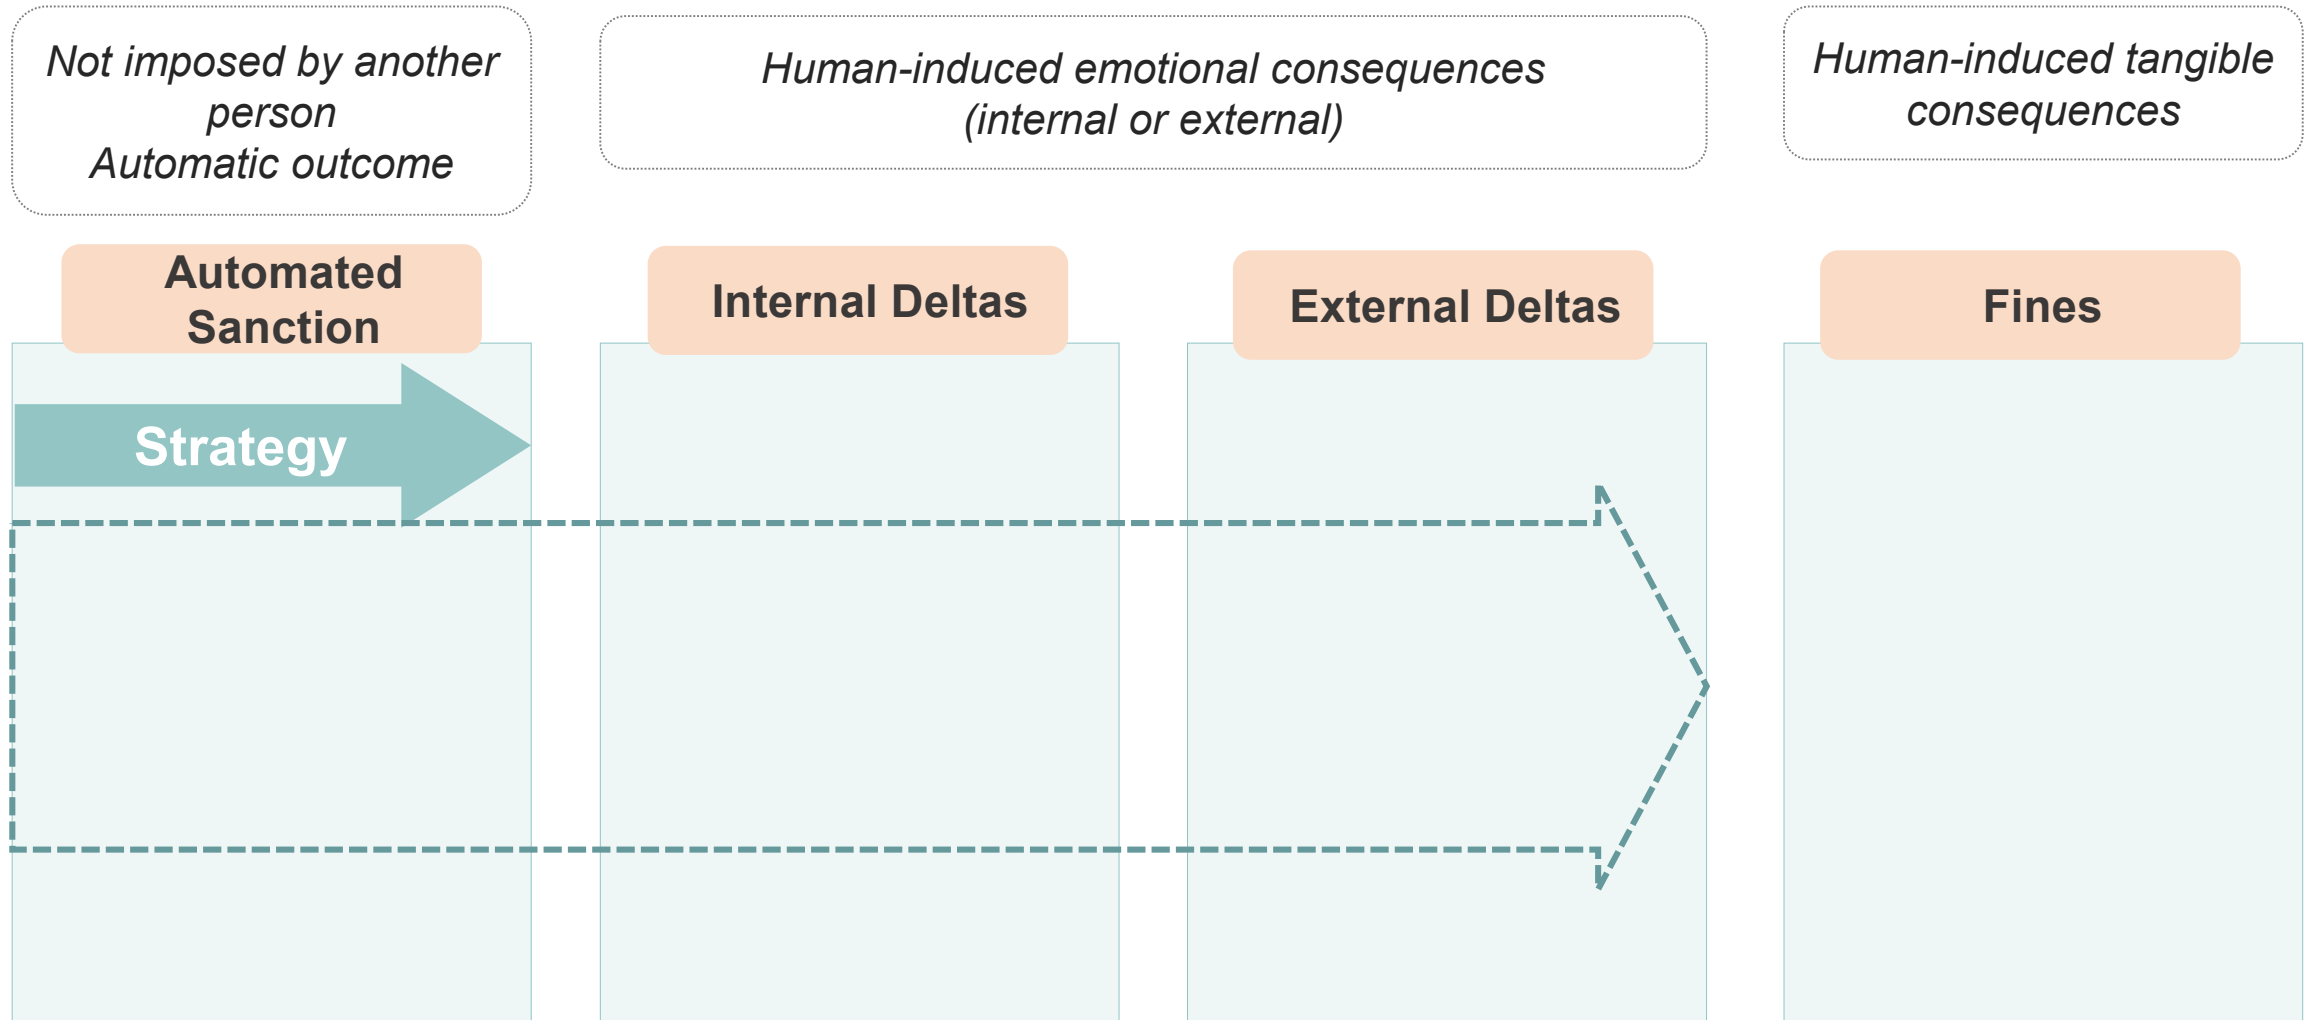 Not imposed by another
person
Automatic outcome
Human-induced emotional consequences
(internal or external)
Human-induced tangible
consequences
Automated
Sanction
Internal Deltas
External Deltas
Fines
Strategy